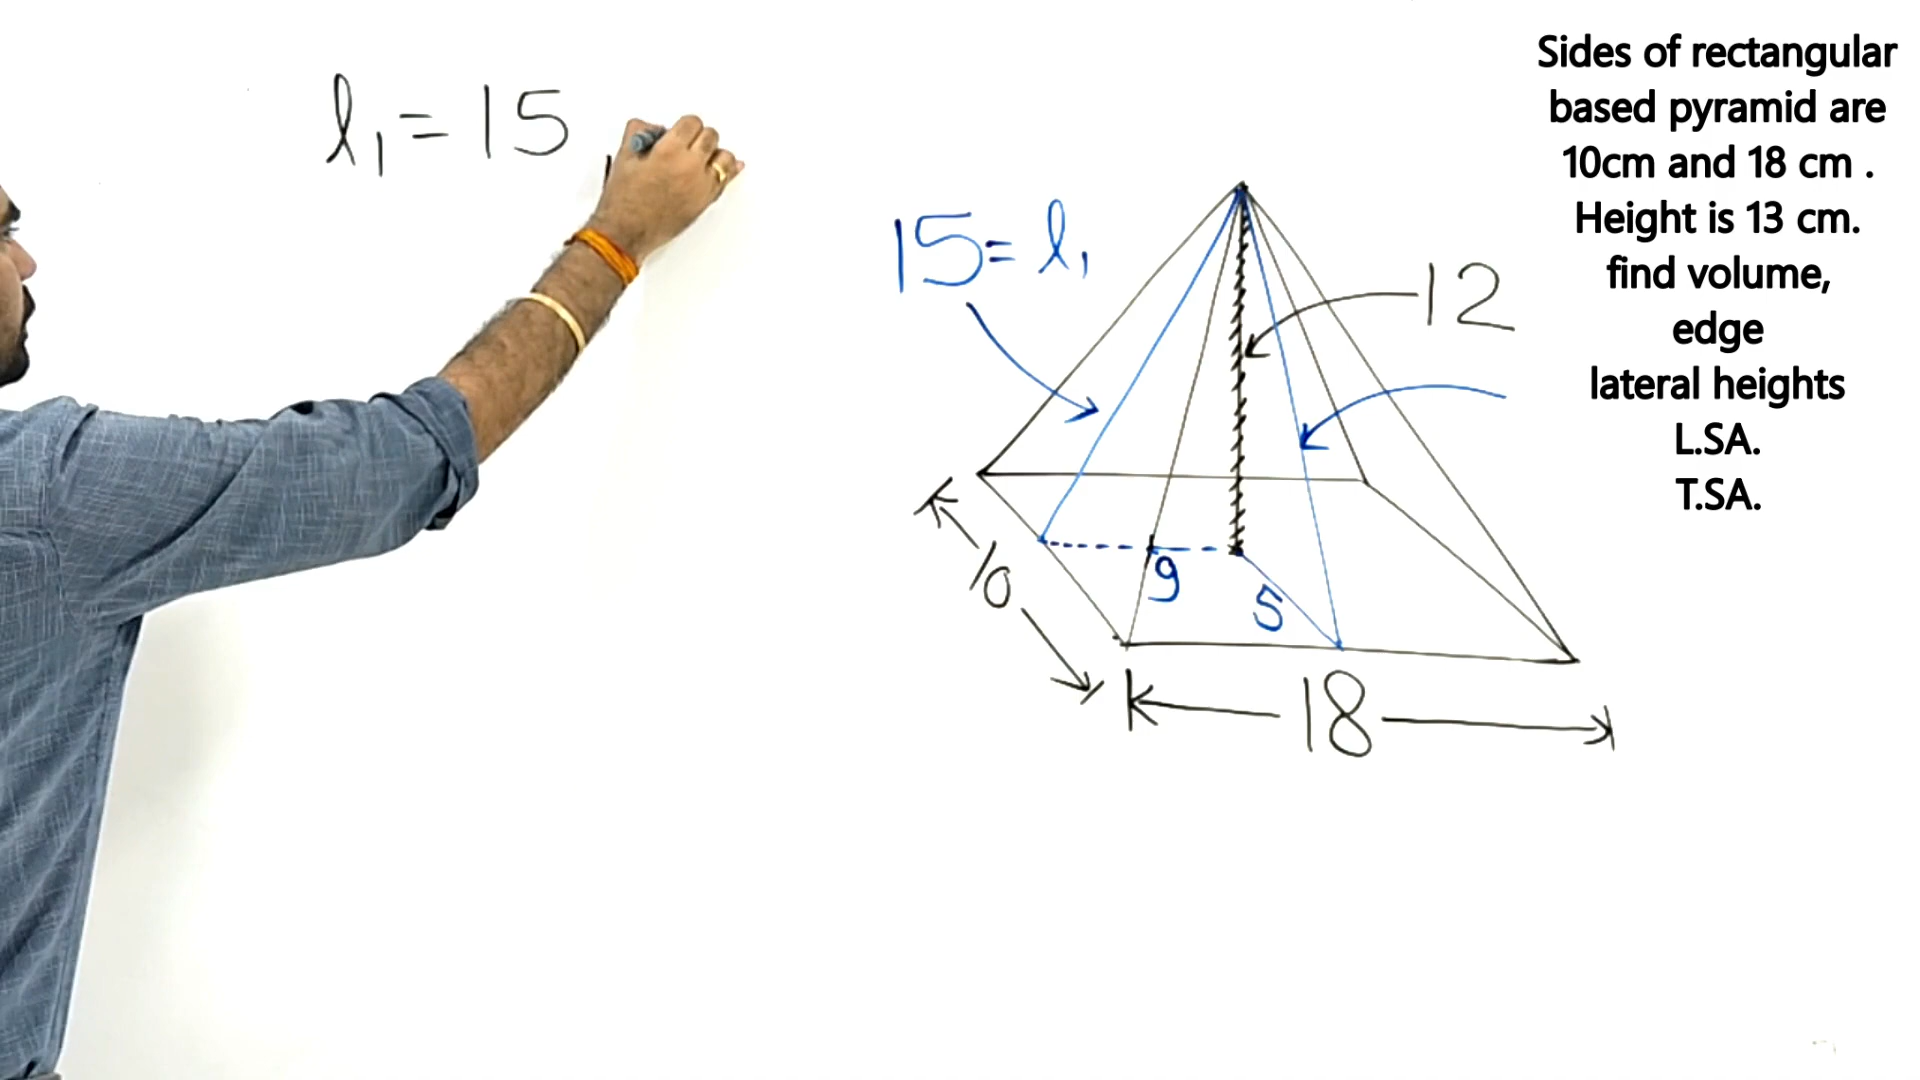 l₁ = 15,
Sides of rectangular
based pyramid are
10cm and 18 cm .
Height is 13 cm.
find volume,
edge
lateral heights
L.SA.
T.SA.
15 = l₁
12
9
5
10
18